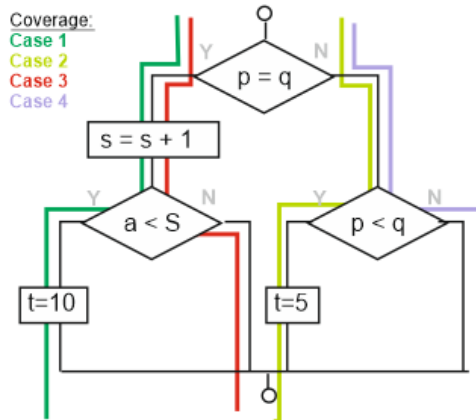 Coverage:
Case 1
Case 2
Case 3
Case 4
Y
N
p = q
s = s + 1
Y
N
Y
N
a < S
p < q
t=10
t=5